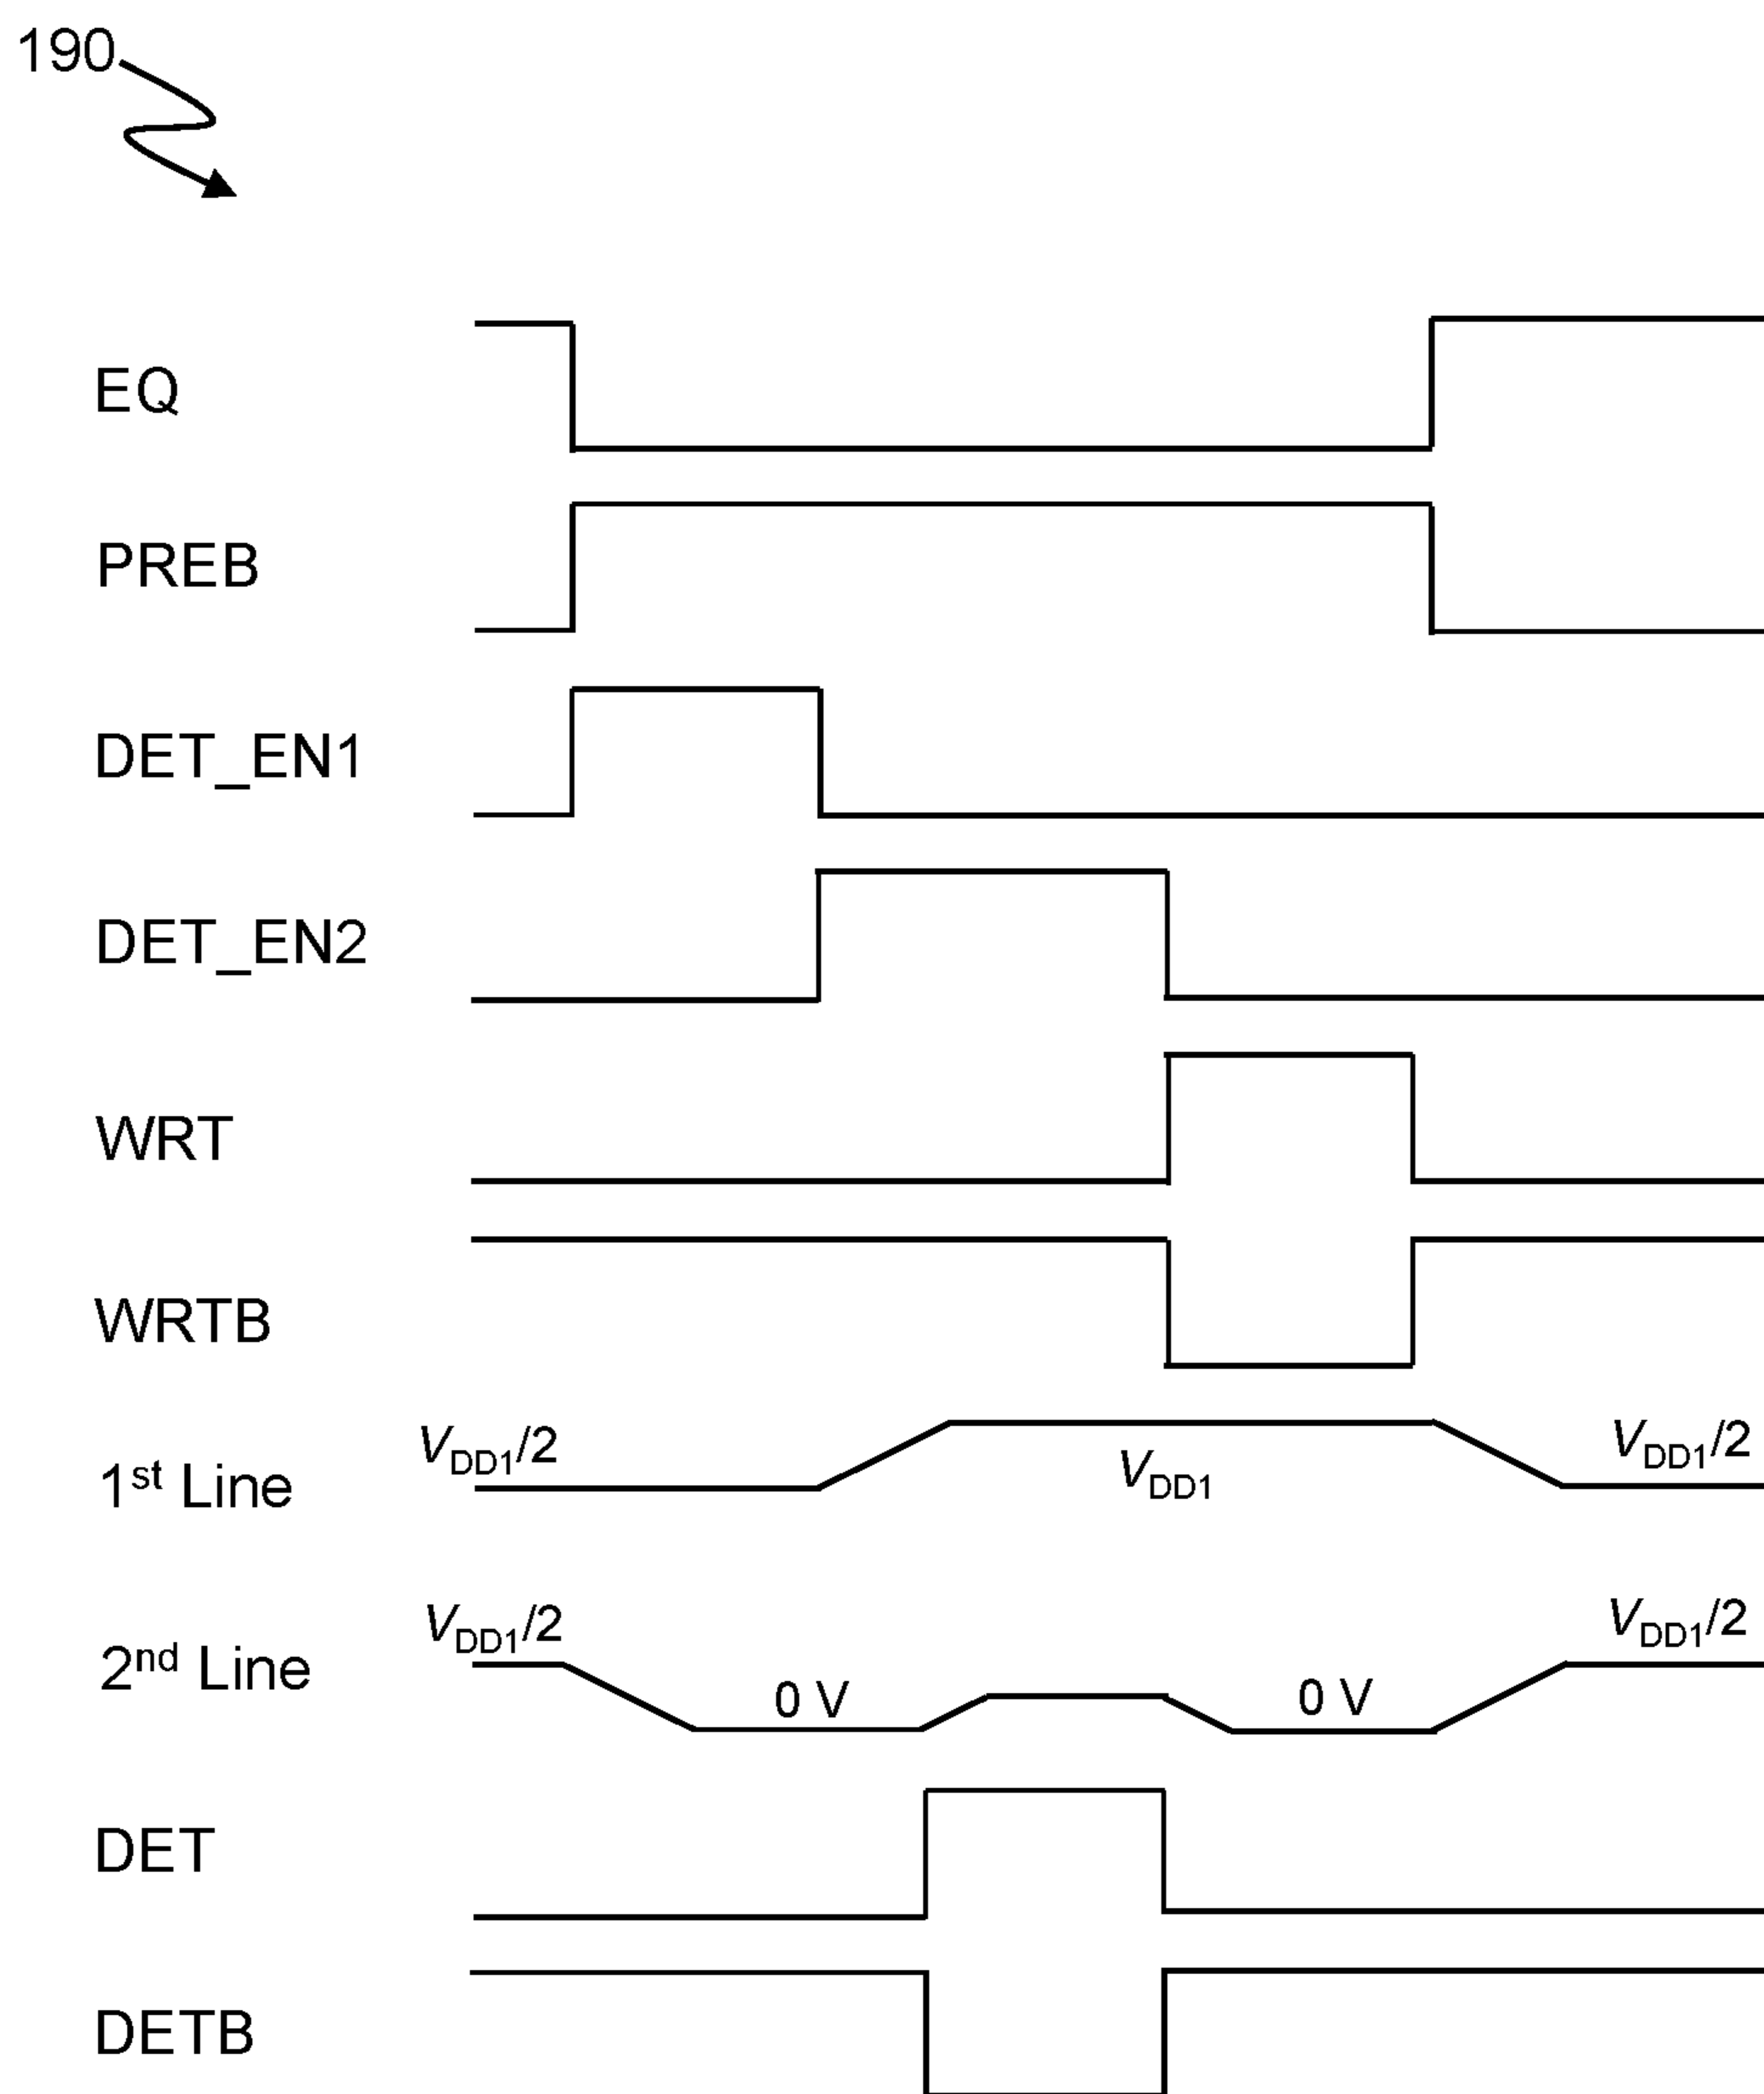 190
EQ
PREB
DET_EN1
DET_EN2
WRT
WRTB
1st Line VDD1/2 VDD1 VDD1/2
2nd Line VDD1/2 0 V 0 V VDD1/2
DET
DETB